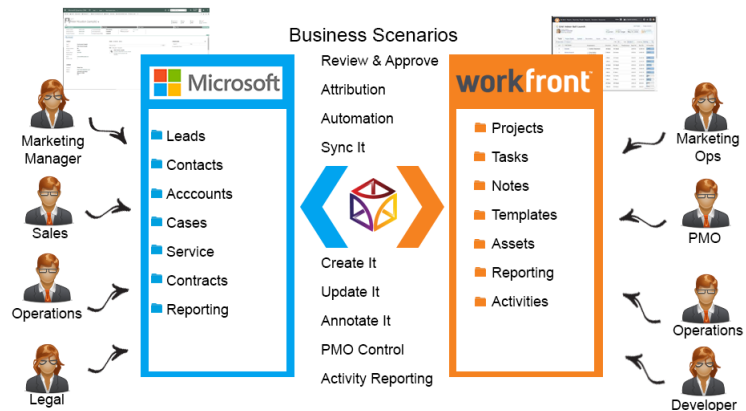 Business Scenarios
Review & Approve
Attribution
Automation
Sync It
Create It
Update It
Annotate It
PMO Control
Activity Reporting
Marketing
Manager
Sales
Operations
Legal
Microsoft
Leads
Contacts
Acccounts
Cases
Service
Contracts
Reporting
workfront
Projects
Tasks
Notes
Templates
Assets
Reporting
Activities
Marketing
Ops
PMO
Operations
Developer